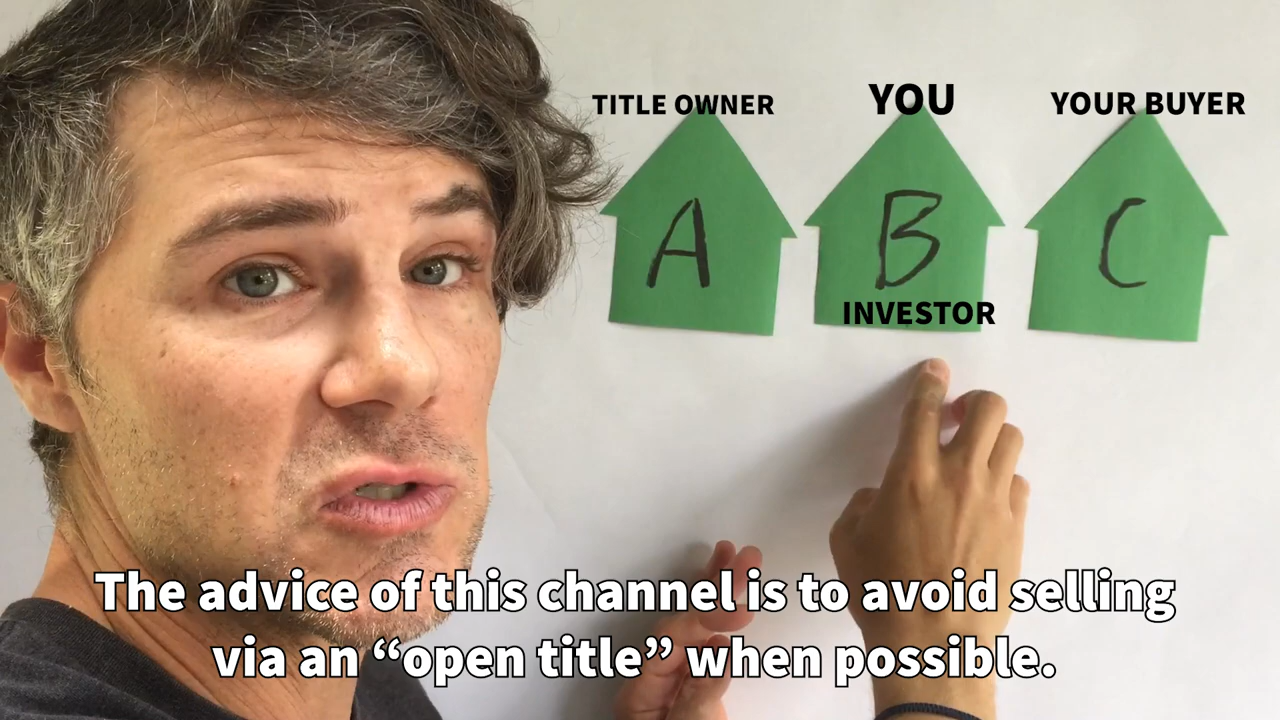 TITLE OWNER
YOU
YOUR BUYER
A
B
C
INVESTOR
The advice of this channel is to avoid selling
via an “open title” when possible.